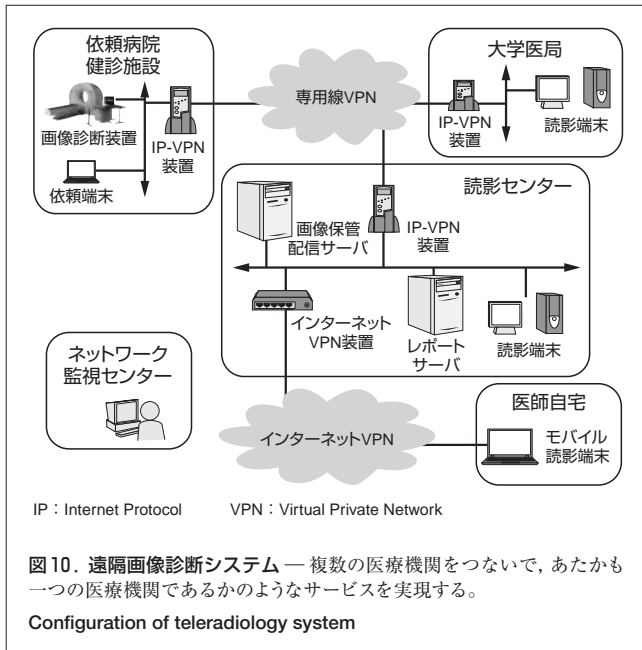 依頼病院
健診施設
画像診断装置
IP-VPN
装置
依頼端末
専用線VPN
大学医局
IP-VPN
装置
読影端末
読影センター
画像保管
配信サーバ
IP-VPN
装置
インターネット
VPN装置
レポート
サーバ
読影端末
ネットワーク
監視センター
インターネットVPN
医師自宅
モバイル
読影端末
IP：Internet Protocol VPN：Virtual Private Network
図10．遠隔画像診断システム ― 複数の医療機関をつないで，あたかも
一つの医療機関であるかのようなサービスを実現する。
Configuration of teleradiology system